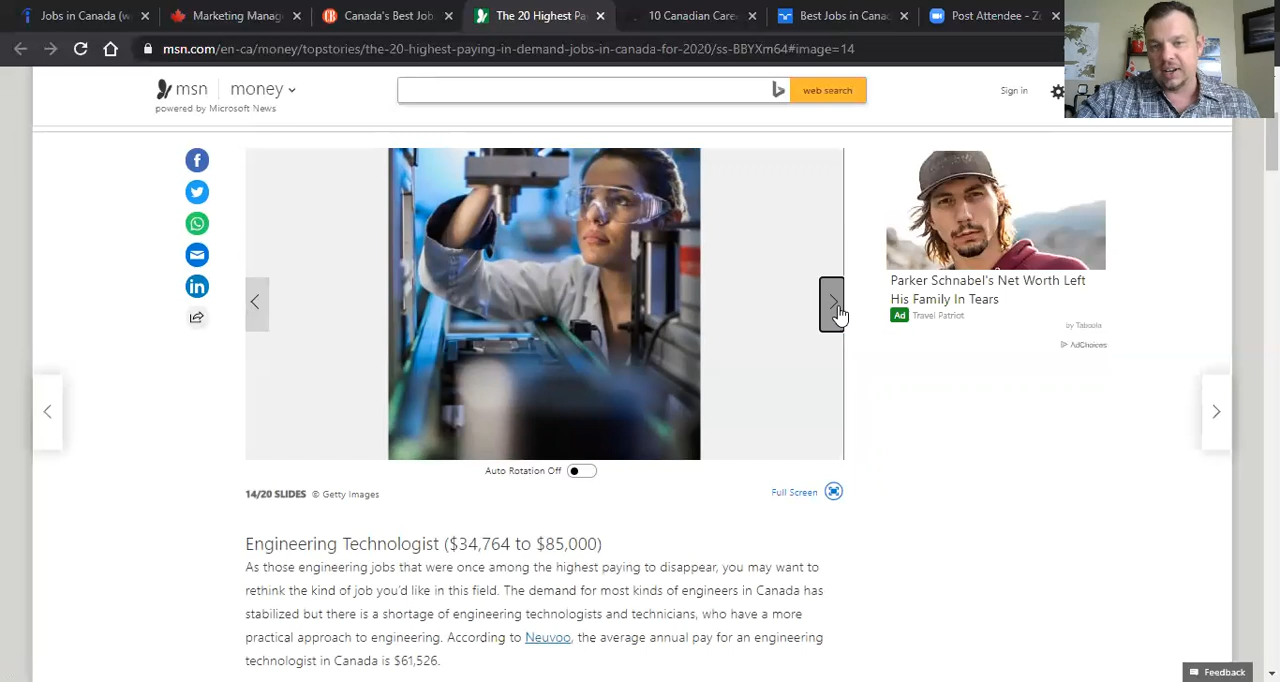 Jobs in Canada (w
Marketing Manag
Canada's Best Job
The 20 Highest Pa
10 Canadian Care
Best Jobs in Canac
Post Attendee - Z
msn.com/en-ca/money/topstories/the-20-highest-paying-in-demand-jobs-in-canada-for-2020/ss-BBYXm64#image=14
msn money
powered by Microsoft News
web search
Sign in
Parker Schnabel's Net Worth Left
His Family In Tears
Ad Travel Patriot
by Taboola
AdChoices
Auto Rotation Off
14/20 SLIDES © Getty Images
Full Screen
Engineering Technologist ($34,764 to $85,000)
As those engineering jobs that were once among the highest paying to disappear, you may want to
rethink the kind of job you'd like in this field. The demand for most kinds of engineers in Canada has
stabilized but there is a shortage of engineering technologists and technicians, who have a more
practical approach to engineering. According to Neuvoo, the average annual pay for an engineering
technologist in Canada is $61,526.
Feedback